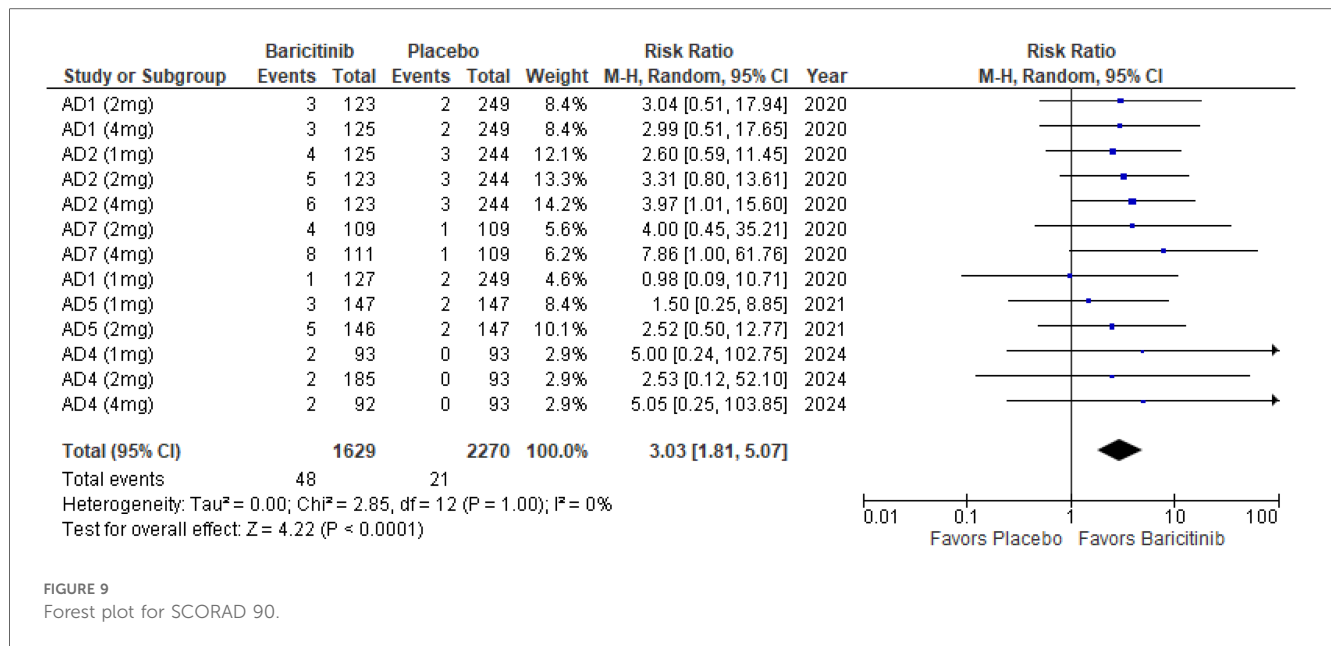 Baricitinib Placebo Risk Ratio Risk Ratio
Study or Subgroup Events Total Events Total Weight M-H, Random, 95% CI Year M-H, Random, 95% CI
AD1 (2mg) 3 123 2 249 8.4% 3.04 [0.51, 17.94] 2020
AD1 (4mg) 3 125 2 249 8.4% 2.99 [0.51, 17.65] 2020
AD2 (1mg) 4 125 3 244 12.1% 2.60 [0.59, 11.45] 2020
AD2 (2mg) 5 123 3 244 13.3% 3.31 [0.80, 13.61] 2020
AD2 (4mg) 6 123 3 244 14.2% 3.97 [1.01, 15.60] 2020
AD7 (2mg) 4 109 1 109 5.6% 4.00 [0.45, 35.21] 2020
AD7 (4mg) 8 111 1 109 6.2% 7.86 [1.00, 61.76] 2020
AD1 (1mg) 1 127 2 249 4.6% 0.98 [0.09, 10.71] 2020
AD5 (1mg) 3 147 2 147 8.4% 1.50 [0.25, 8.85] 2021
AD5 (2mg) 5 146 2 147 10.1% 2.52 [0.50, 12.77] 2021
AD4 (1mg) 2 93 0 93 2.9% 5.00 [0.24, 102.75] 2024
AD4 (2mg) 2 185 0 93 2.9% 2.53 [0.12, 52.10] 2024
AD4 (4mg) 2 92 0 93 2.9% 5.05 [0.25, 103.85] 2024
Total (95% CI) 1629 2270 100.0% 3.03 [1.81, 5.07]
Total events 48 21
Heterogeneity: Tau² = 0.00; Chi² = 2.85, df = 12 (P = 1.00); I² = 0%
Test for overall effect: Z = 4.22 (P < 0.0001)
0.01 0.1 1 10 100
Favors Placebo Favors Baricitinib
FIGURE 9
Forest plot for SCORAD 90.